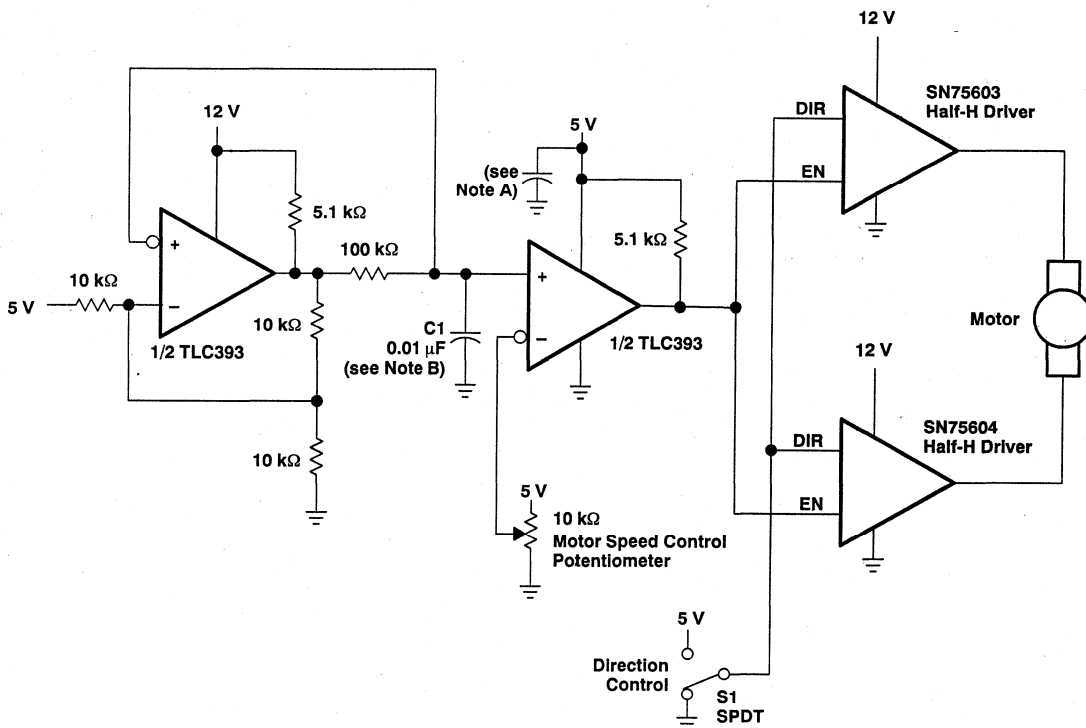 12 V
SN75603
Half-H Driver
DIR
EN
12 V
5.1 kΩ
+
−
10 kΩ
5 V
1/2 TLC393
100 kΩ
10 kΩ
10 kΩ
C1
0.01 µF
(see Note B)
5 V
(see
Note A)
5.1 kΩ
+
−
1/2 TLC393
5 V
10 kΩ
Motor Speed Control
Potentiometer
Motor
12 V
SN75604
Half-H Driver
DIR
EN
5 V
Direction
Control
S1
SPDT